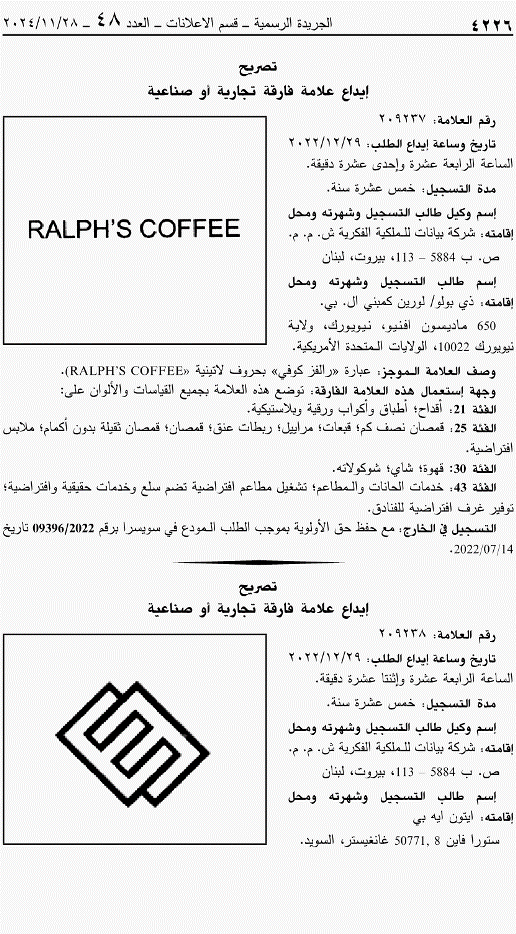 ٤٢٢٦ الجريدة الرسمية – قسم الاعلانات – العدد ٤٨ – ٢٠٢٤/١١/٢٨
تصريح
إيداع علامة فارقة تجارية أو صناعية
رقم العلامة: ٢٠٩٢٣٧
تاريخ وساعة إيداع الطلب: ٢٠٢٢/١٢/٢٩
الساعة الرابعة عشرة وإحدى عشرة دقيقة.
مدة التسجيل: خمس عشرة سنة.
إسم وكيل طالب التسجيل وشهرته ومحل
إقامته: شركة بيانات للملكية الفكرية ش. م. م.
ص. ب 5884 – 113، بيروت، لبنان
إسم طالب التسجيل وشهرته ومحل
إقامته: ذي بولو/ لورين كمبني ال. بي.
650 ماديسون افنيو، نيويورك، ولاية
نيويورك 10022، الولايات المتحدة الأمريكية.
RALPH'S COFFEE
وصف العلامة الموجز: عبارة «رالفز كوفي» بحروف لاتينية «RALPH'S COFFEE).
وجهة إستعمال هذه العلامة الفارقة: توضع هذه العلامة بجميع القياسات والألوان على:
الفئة 21: أقداح؛ أطباق وأكواب ورقية وبلاستيكية.
الفئة 25: قمصان نصف كم؛ قبعات؛ مراييل؛ ربطات عنق؛ قمصان؛ قمصان ثقيلة بدون أكمام؛ ملابس
افتراضية.
الفئة 30: قهوة؛ شاي؛ شوكولاته.
الفئة 43: خدمات الحانات والمطاعم؛ تشغيل مطاعم افتراضية تضم سلع وخدمات حقيقية وافتراضية؛
توفير غرف افتراضية للفنادق.
التسجيل في الخارج: مع حفظ حق الأولوية بموجب الطلب المودع في سويسرا برقم 09396/2022 تاريخ
2022/07/14.
تصريح
إيداع علامة فارقة تجارية أو صناعية
رقم العلامة: ٢٠٩٢٣٨
تاريخ وساعة إيداع الطلب: ٢٠٢٢/١٢/٢٩
الساعة الرابعة عشرة وإثنتا عشرة دقيقة.
مدة التسجيل: خمس عشرة سنة.
إسم وكيل طالب التسجيل وشهرته ومحل
إقامته: شركة بيانات للملكية الفكرية ش. م. م.
ص. ب 5884 – 113، بيروت، لبنان
إسم طالب التسجيل وشهرته ومحل
إقامته: ايتون ايه بي
ستورا فاين 8, 50771 غانغيستر، السويد.